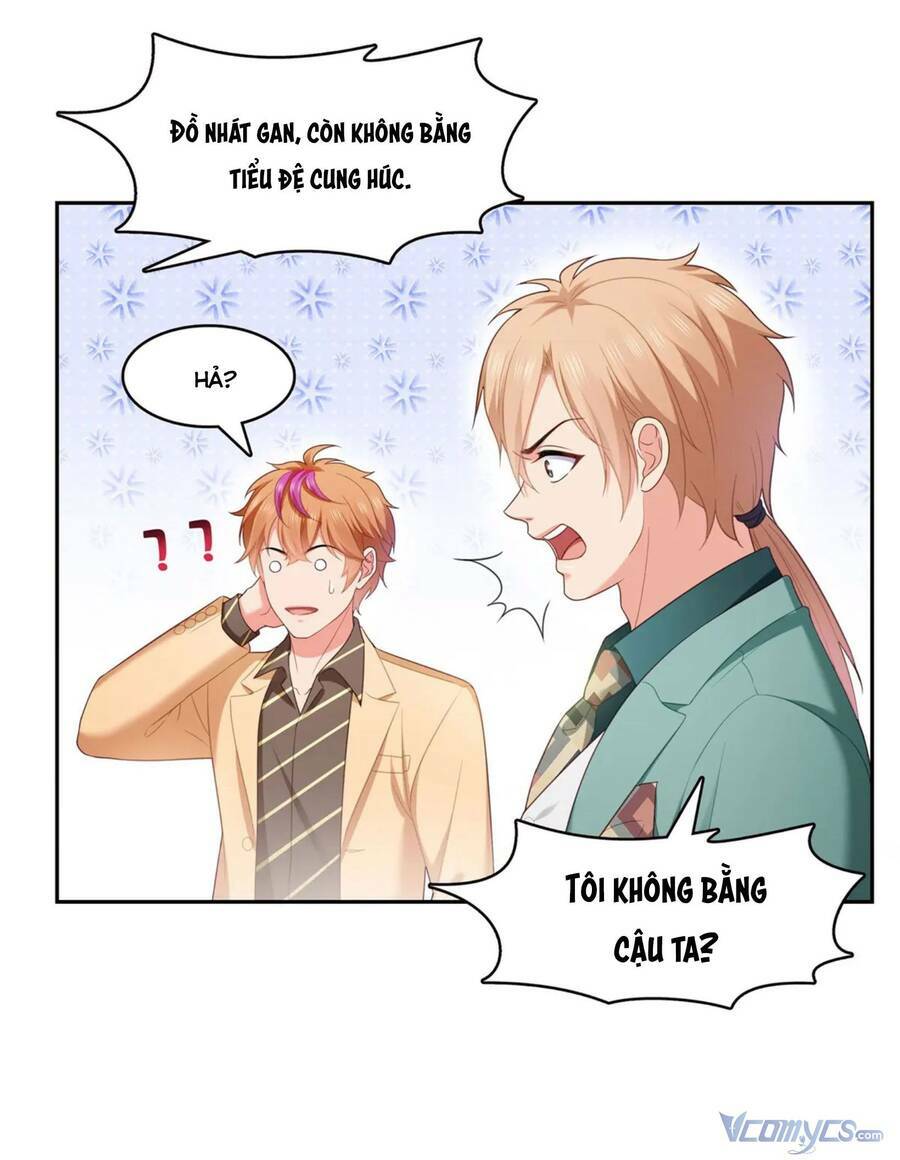 ĐỒ NHÁT GAN, CÒN KHÔNG BẰNG
TIỂU ĐỆ CUNG HÚC.
HẢ?
??
TÔI KHÔNG BẰNG
CẬU TA?
VCOMYCS.com